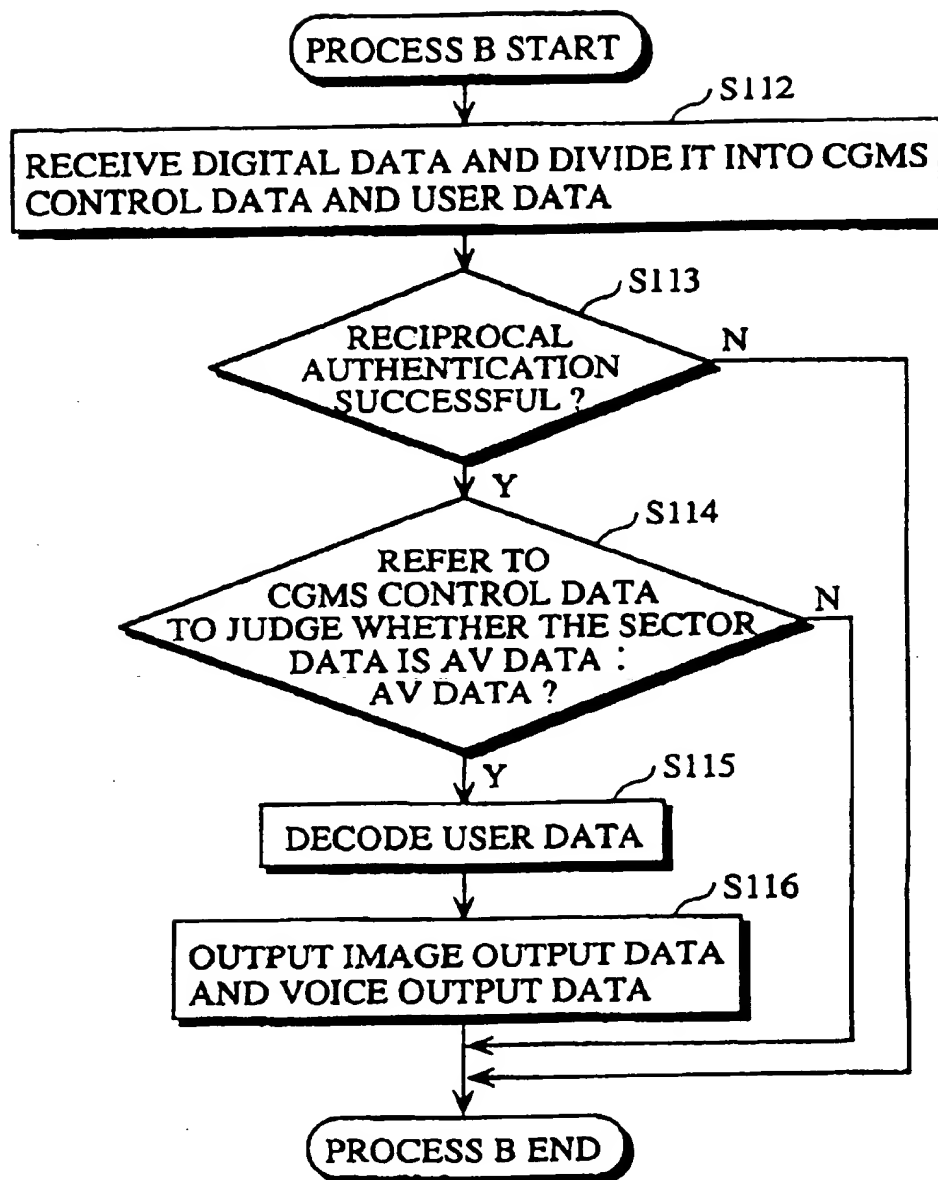 PROCESS B START
S112
RECEIVE DIGITAL DATA AND DIVIDE IT INTO CGMS
CONTROL DATA AND USER DATA
S113
RECIPROCAL
AUTHENTICATION
SUCCESSFUL ?
N
Y
S114
REFER TO
CGMS CONTROL DATA
TO JUDGE WHETHER THE SECTOR
DATA IS AV DATA :
AV DATA ?
N
Y
S115
DECODE USER DATA
S116
OUTPUT IMAGE OUTPUT DATA
AND VOICE OUTPUT DATA
PROCESS B END